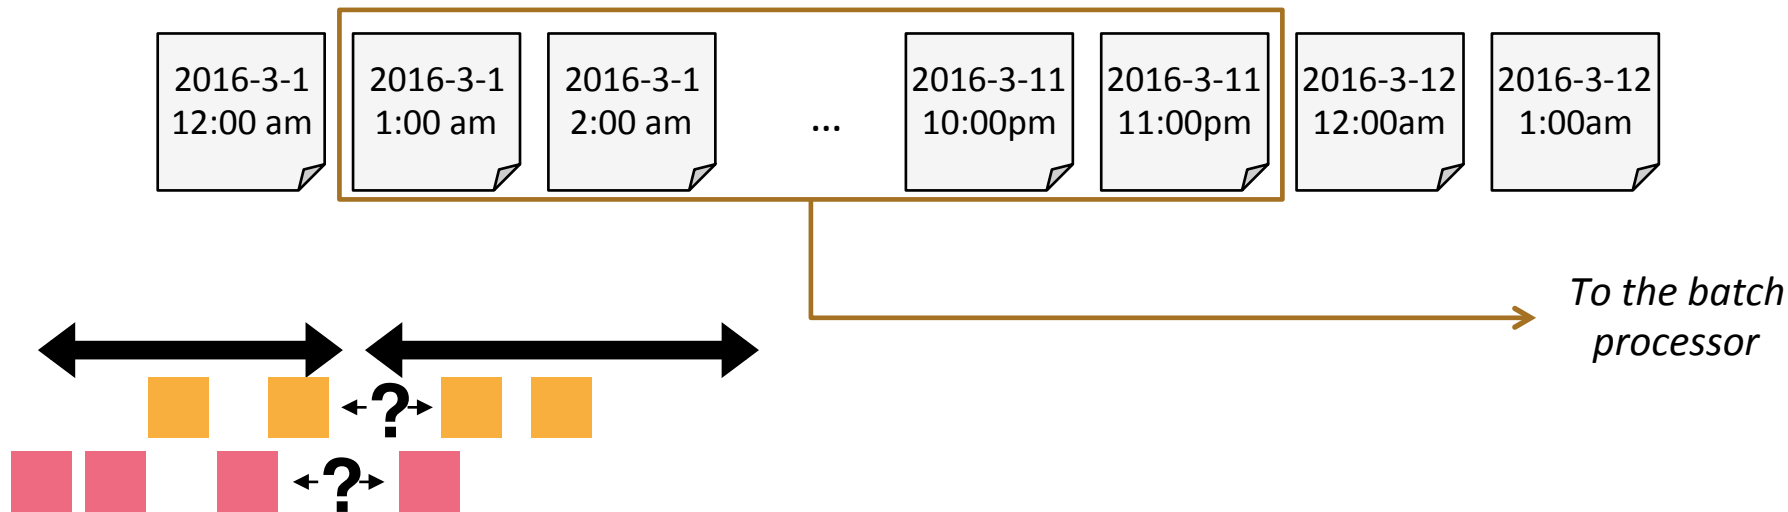 2016-3-1
12:00 am
2016-3-1
1:00 am
2016-3-1
2:00 am
...
2016-3-11
10:00pm
2016-3-11
11:00pm
2016-3-12
12:00am
2016-3-12
1:00am
To the batch
processor
?
?